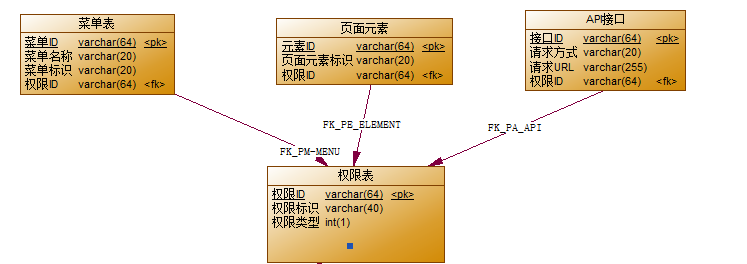 菜单表
菜单ID varchar(64) <pk>
菜单名称 varchar(20)
菜单标识 varchar(20)
权限ID varchar(64) <fk>
页面元素
元素ID varchar(64) <pk>
页面元素标识 varchar(20)
权限ID varchar(64) <fk>
API接口
接口ID varchar(64) <pk>
请求方式 varchar(20)
请求URL varchar(255)
权限ID varchar(64) <fk>
FK_PM-MENU
FK_PE_ELEMENT
FK_PA_API
权限表
权限ID varchar(64) <pk>
权限标识 varchar(40)
权限类型 int(1)